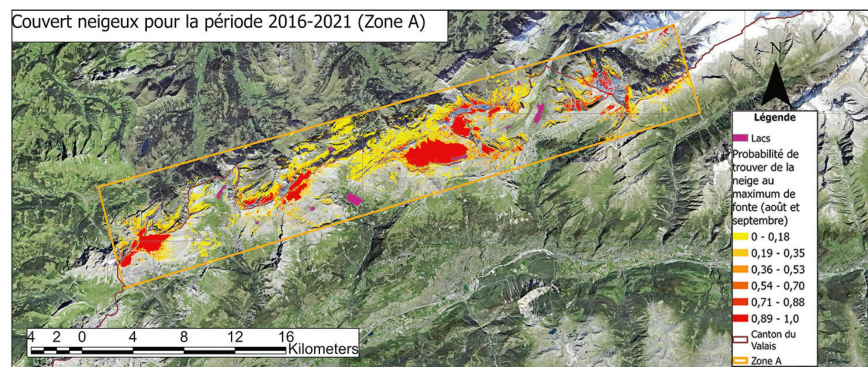 Couvert neigeux pour la période 2016-2021 (Zone A)
N
Légende
Lacs
Probabilité de
trouver de la
neige au
maximum de
fonte (août et
septembre)
0 - 0,18
0,19 - 0,35
0,36 - 0,53
0,54 - 0,70
0,71 - 0,88
0,89 - 1,0
Canton du
Valais
Zone A
4 2 0 4 8 12 16
Kilometers